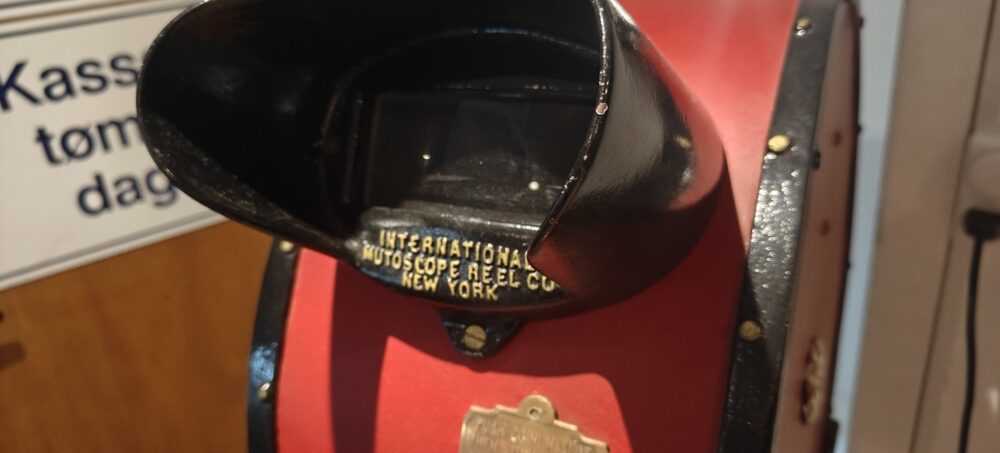 Kass
tøm
dag
INTERNATIONAL
MUTOSCOPE REEL CO
NEW YORK